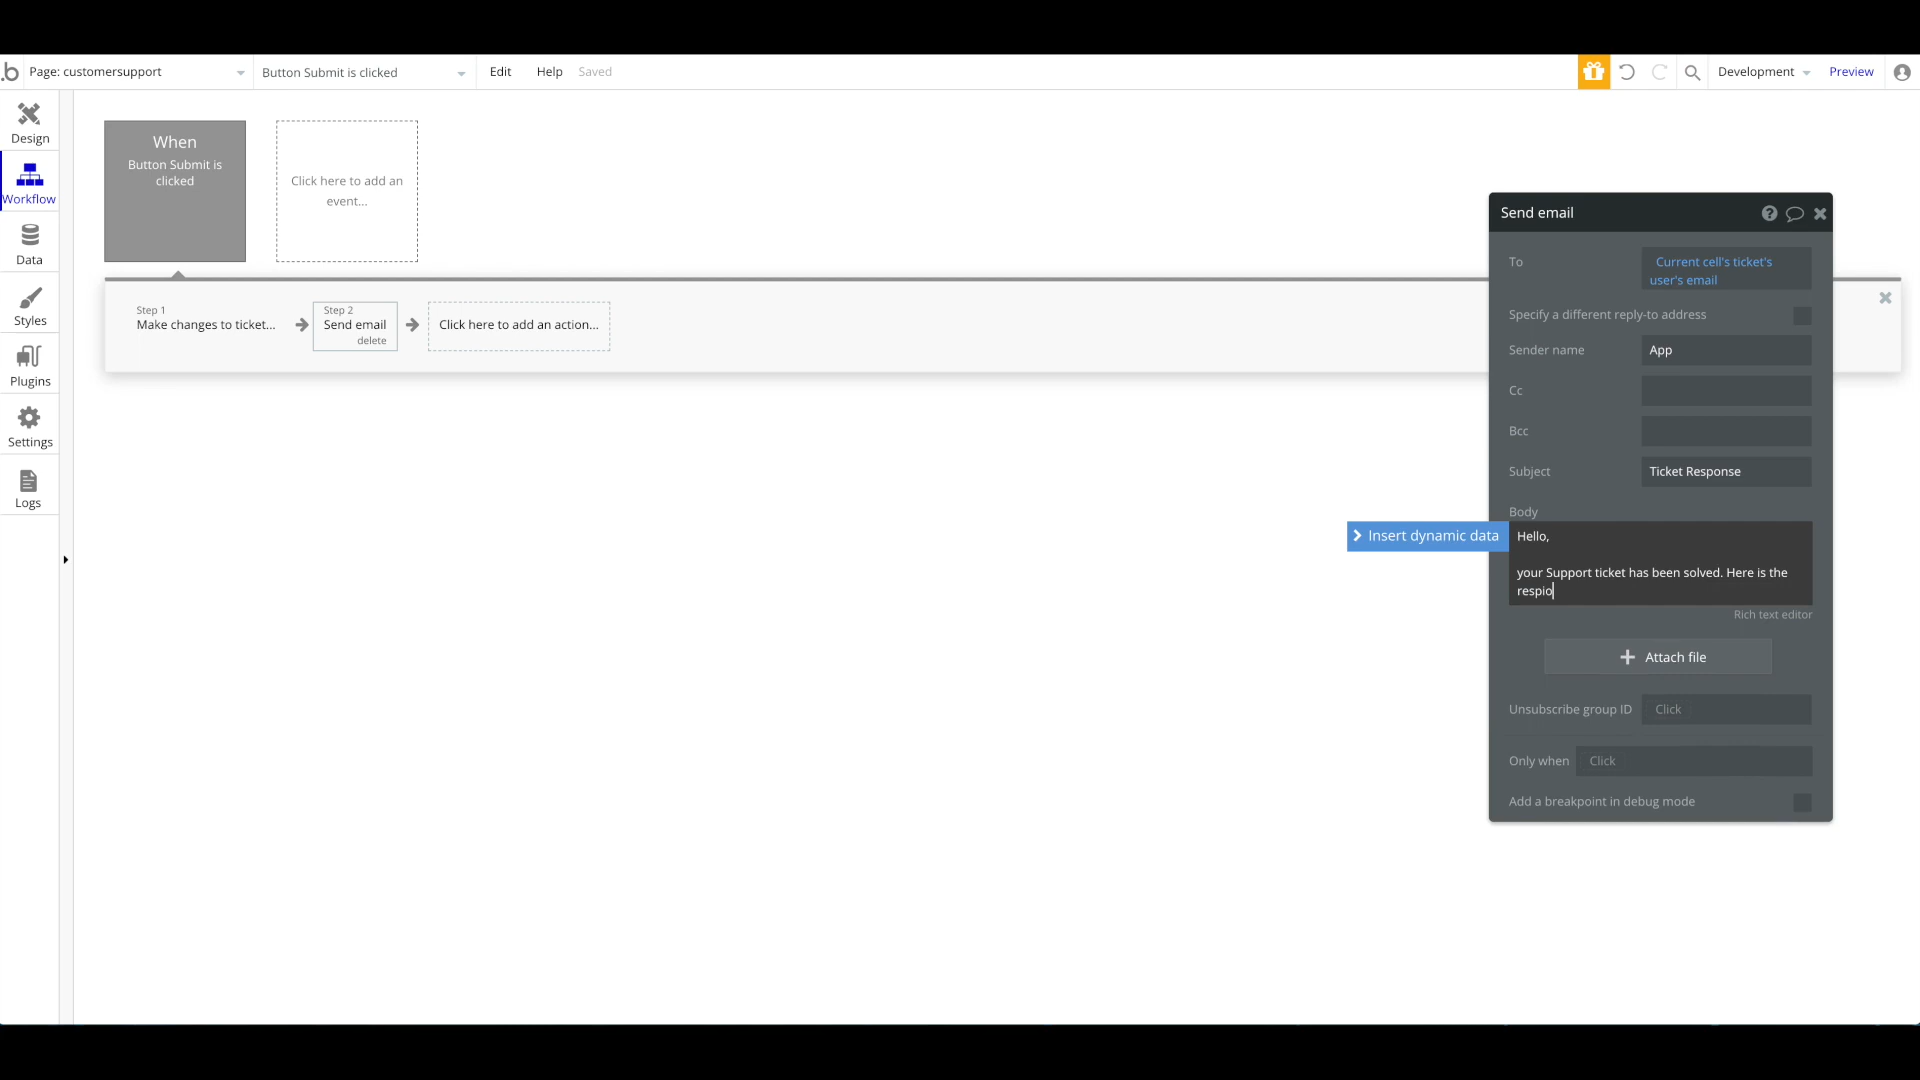 .b Page: customersupport Button Submit is clicked Edit Help Saved Development Preview
Design
Workflow
Data
Styles
Plugins
Settings
Logs
When
Button Submit is
clicked
Click here to add an
event...
Step 1
Make changes to ticket...
Step 2
Send email
delete
Click here to add an action...
Send email
To Current cell's ticket's
user's email
Specify a different reply-to address
Sender name App
Cc
Bcc
Subject Ticket Response
Body
Insert dynamic data
Hello,
your Support ticket has been solved. Here is the
respio
Rich text editor
Attach file
Unsubscribe group ID Click
Only when Click
Add a breakpoint in debug mode